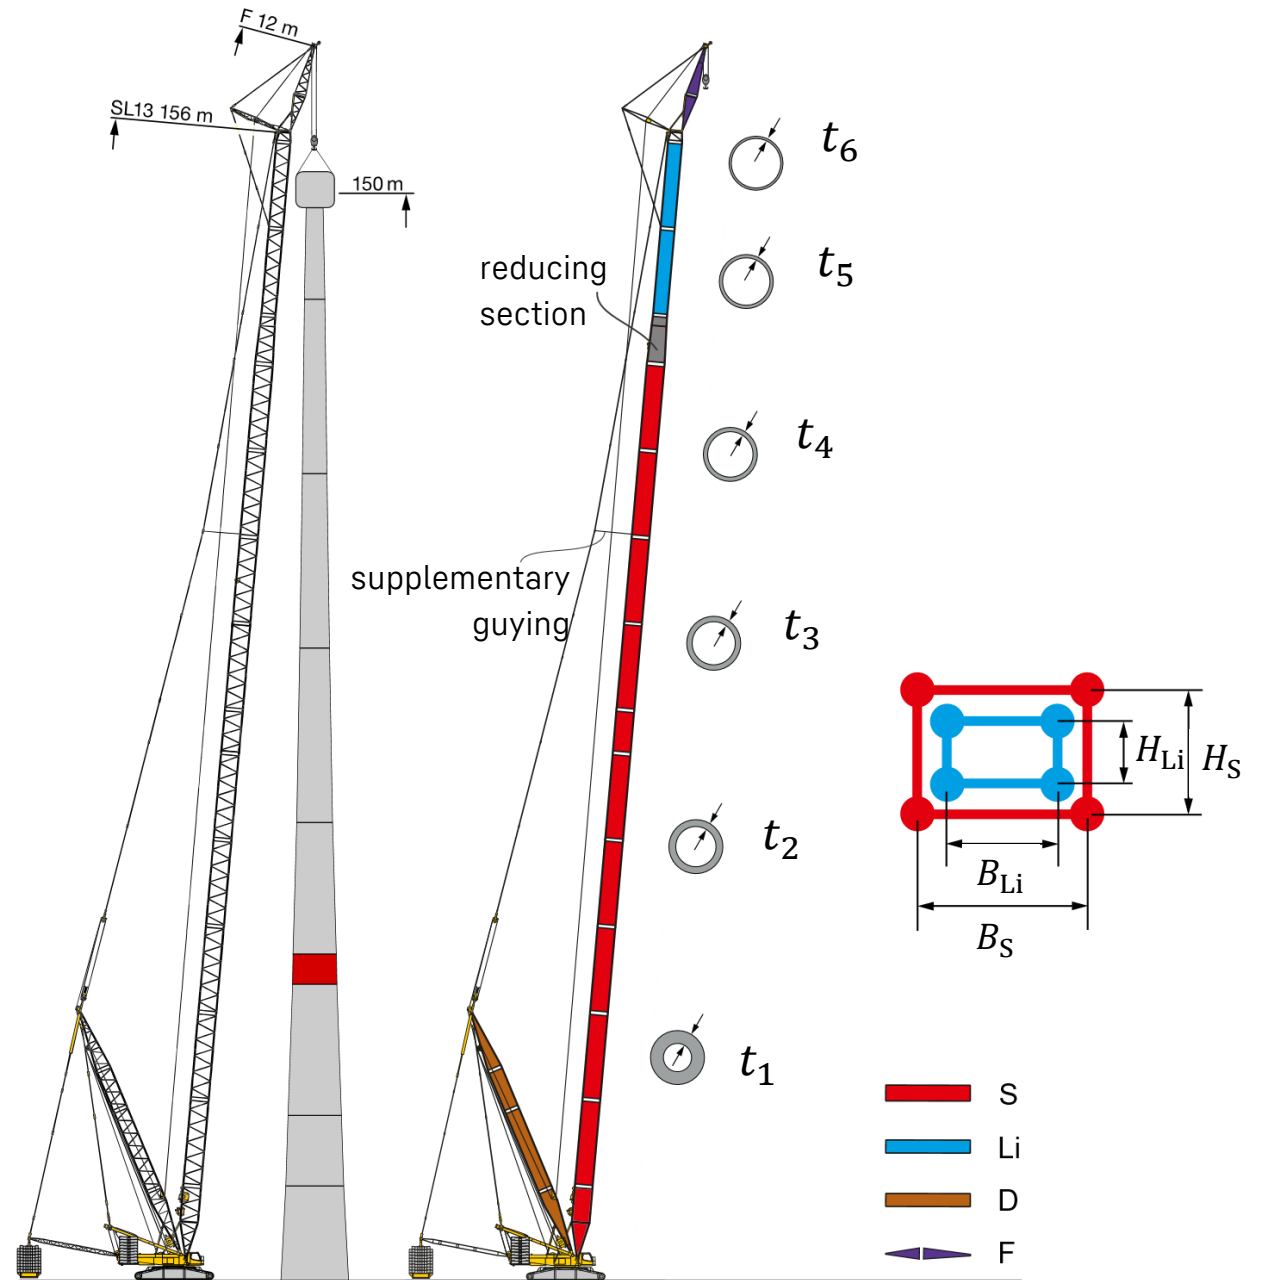 F 12 m
SL13 156 m
150 m
reducing
section
supplementary
guying
t6
t5
t4
t3
t2
t1
HLi
HS
BLi
BS
S
Li
D
F